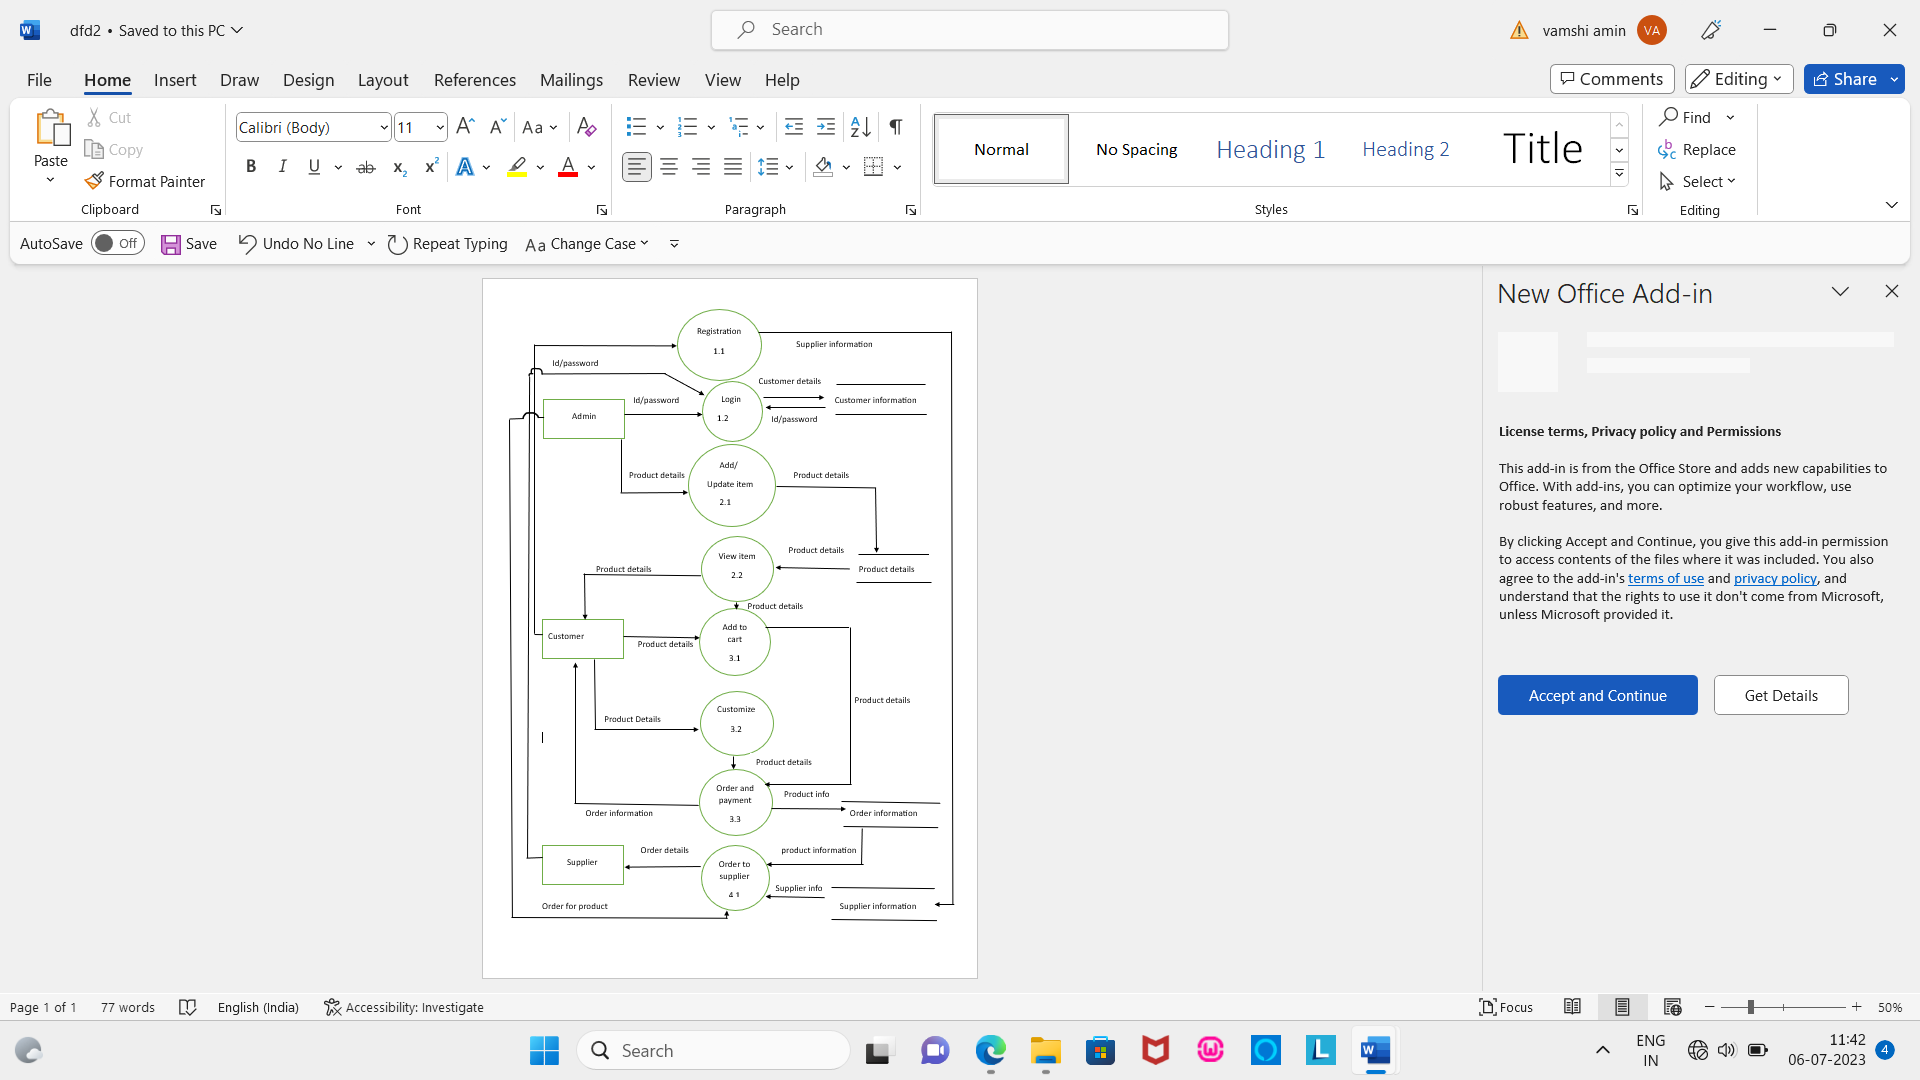 dfd2 • Saved to this PC
Search
vamshi amin
VA
File
Home
Insert
Draw
Design
Layout
References
Mailings
Review
View
Help
Comments
Editing
Share
Paste
Cut
Copy
Format Painter
Clipboard
Calibri (Body)
11
Font
Paragraph
Normal
No Spacing
Heading 1
Heading 2
Title
Styles
Find
Replace
Select
Editing
AutoSave
Off
Save
Undo No Line
Repeat Typing
Change Case
Registration
1.1
Supplier information
Id/password
Customer details
Login
1.2
Id/password
Customer information
Id/password
Admin
Add/
Update item
2.1
Product details
Product details
View item
2.2
Product details
Product details
Product details
Product details
Customer
Add to
cart
3.1
Product details
Product details
Customize
3.2
Product Details
Product details
Order and
payment
3.3
Product info
Order information
Order information
Supplier
Order details
product information
Order to
supplier
4.1
Supplier info
Order for product
Supplier information
New Office Add-in
License terms, Privacy policy and Permissions
This add-in is from the Office Store and adds new capabilities to
Office. With add-ins, you can optimize your workflow, use
robust features, and more.
By clicking Accept and Continue, you give this add-in permission
to access contents of the files where it was included. You also
agree to the add-in's terms of use and privacy policy, and
understand that the rights to use it don't come from Microsoft,
unless Microsoft provided it.
Accept and Continue
Get Details
Page 1 of 1
77 words
English (India)
Accessibility: Investigate
Focus
50%
Search
ENG
IN
11:42
06-07-2023
4